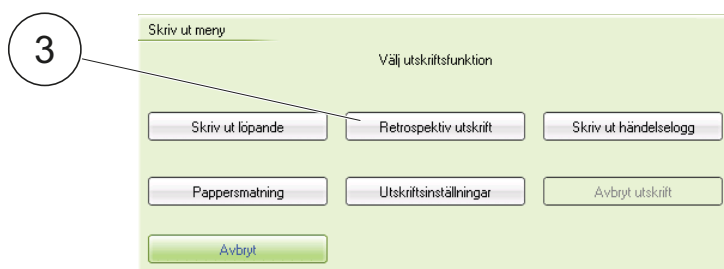 3
Skriv ut meny
Välj utskriftsfunktion
Skriv ut löpande
Retrospektiv utskrift
Skriv ut händelselogg
Pappersmatning
Utskriftsinställningar
Avbryt utskrift
Avbryt